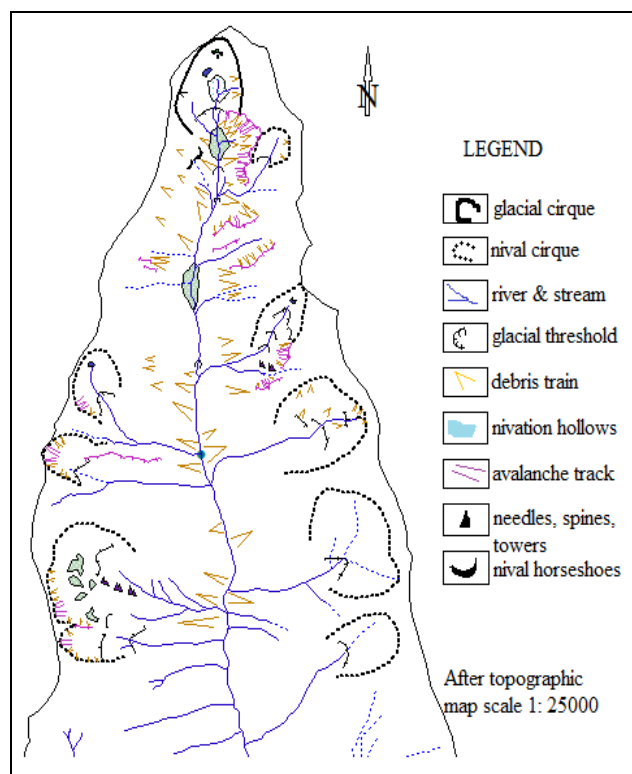 N
LEGEND
glacial cirque
nival cirque
river & stream
glacial threshold
debris train
nivation hollows
avalanche track
needles, spines,
towers
nival horseshoes
After topographic
map scale 1: 25000